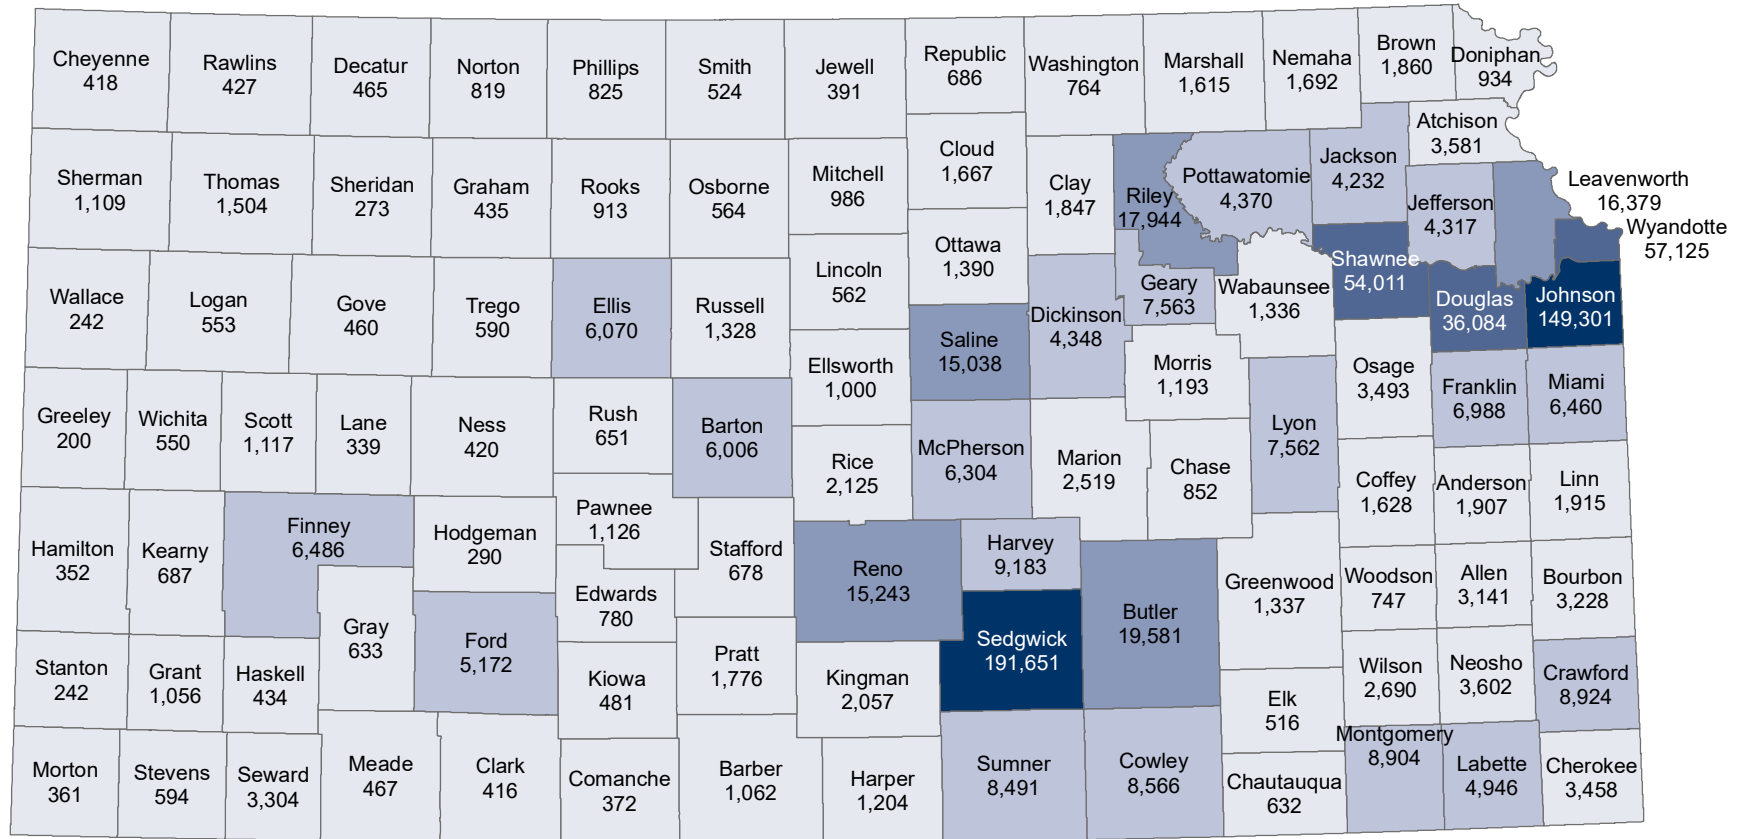 Cheyenne
418
Rawlins
427
Decatur
465
Norton
819
Phillips
825
Smith
524
Jewell
391
Republic
686
Washington
764
Marshall
1,615
Nemaha
1,692
Brown
1,860
Doniphan
934
Sherman
1,109
Thomas
1,504
Sheridan
273
Graham
435
Rooks
913
Osborne
564
Mitchell
986
Cloud
1,667
Clay
1,847
Riley
17,944
Pottawatomie
4,370
Jackson
4,232
Atchison
3,581
Jefferson
4,317
Leavenworth
16,379
Wyandotte
57,125
Ottawa
1,390
Lincoln
562
Wallace
242
Logan
553
Gove
460
Trego
590
Ellis
6,070
Russell
1,328
Saline
15,038
Dickinson
4,348
Geary
7,563
Wabaunsee
1,336
Shawnee
54,011
Douglas
36,084
Johnson
149,301
Ellsworth
1,000
Morris
1,193
Osage
3,493
Franklin
6,988
Miami
6,460
Greeley
200
Wichita
550
Scott
1,117
Lane
339
Ness
420
Rush
651
Barton
6,006
Rice
2,125
McPherson
6,304
Marion
2,519
Chase
852
Lyon
7,562
Coffey
1,628
Anderson
1,907
Linn
1,915
Hamilton
352
Kearny
687
Finney
6,486
Hodgeman
290
Pawnee
1,126
Stafford
678
Edwards
780
Reno
15,243
Harvey
9,183
Butler
19,581
Greenwood
1,337
Woodson
747
Allen
3,141
Bourbon
3,228
Gray
633
Ford
5,172
Sedgwick
191,651
Stanton
242
Grant
1,056
Haskell
434
Kiowa
481
Pratt
1,776
Kingman
2,057
Elk
516
Wilson
2,690
Neosho
3,602
Crawford
8,924
Morton
361
Stevens
594
Seward
3,304
Meade
467
Clark
416
Comanche
372
Barber
1,062
Harper
1,204
Sumner
8,491
Cowley
8,566
Chautauqua
632
Montgomery
8,904
Labette
4,946
Cherokee
3,458